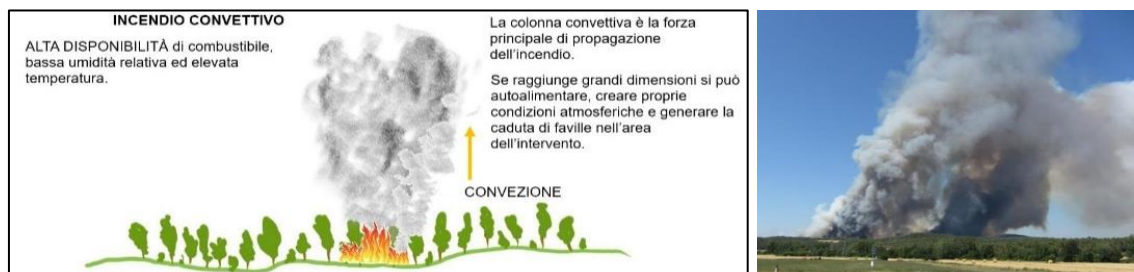 INCENDIO CONVETTIVO
ALTA DISPONIBILITÀ di combustibile,
bassa umidità relativa ed elevata
temperatura.
La colonna convettiva è la forza
principale di propagazione
dell'incendio.
Se raggiunge grandi dimensioni si può
autoalimentare, creare proprie
condizioni atmosferiche e generare la
caduta di faville nell'area
dell'intervento.
CONVEZIONE